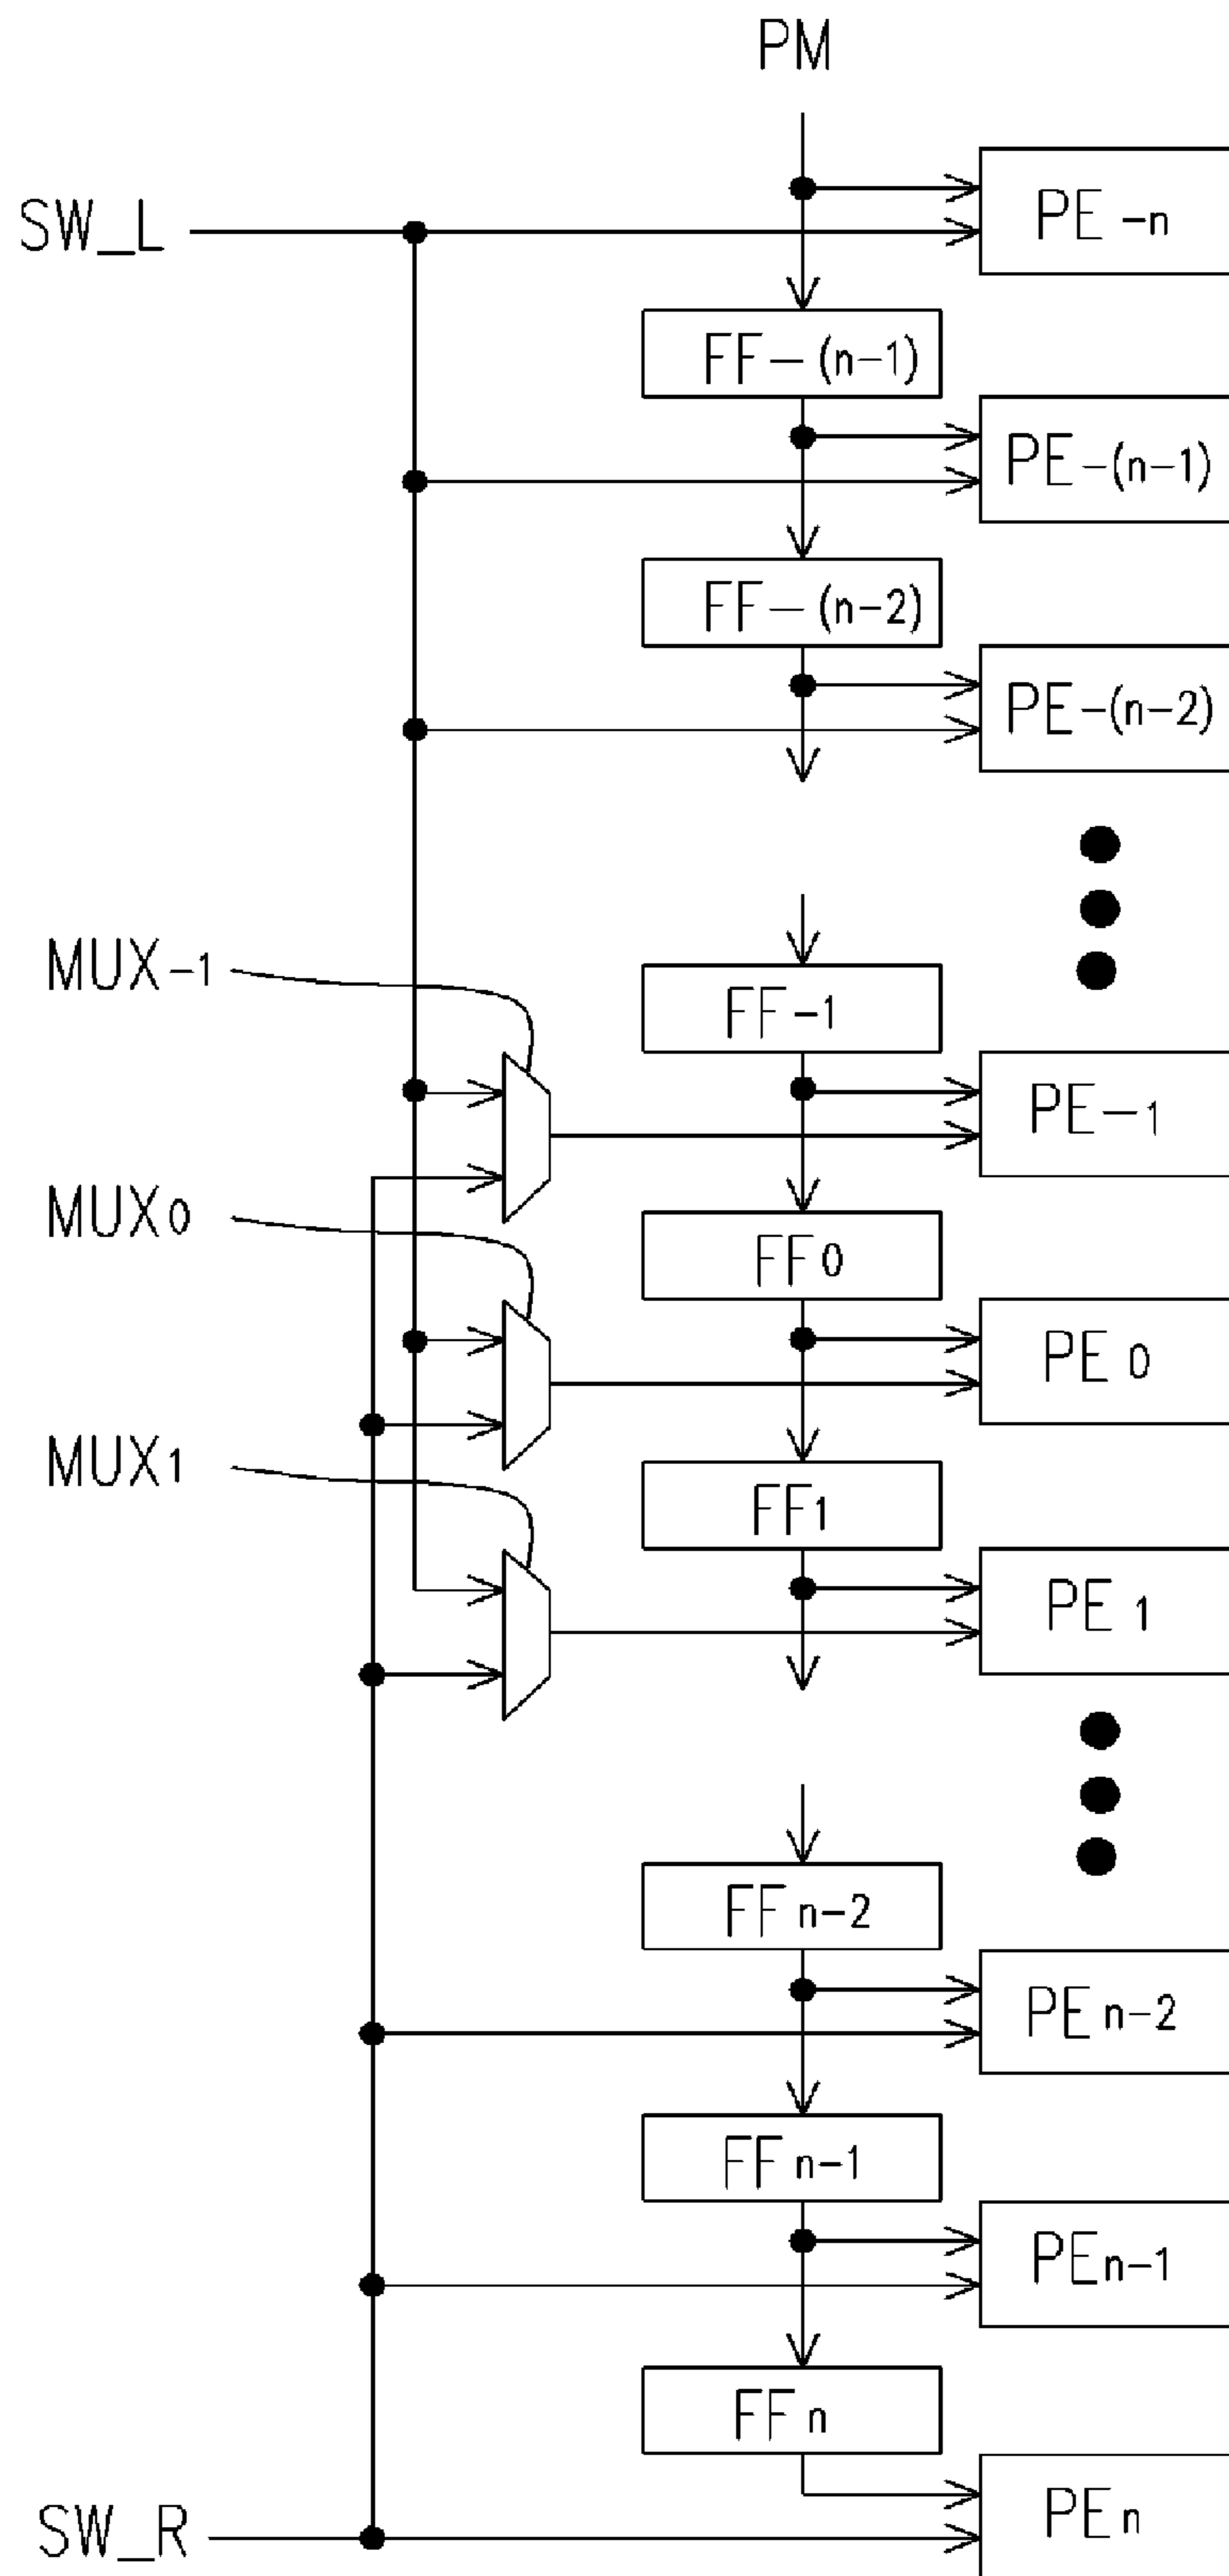 PM
PE-n
SW_L
FF-(n-1)
PE-(n-1)
FF-(n-2)
PE-(n-2)
MUX-1
FF-1
PE-1
MUX0
FF0
PE0
MUX1
FF1
PE1
FFn-2
PEn-2
FFn-1
PEn-1
FFn
PEn
SW_R